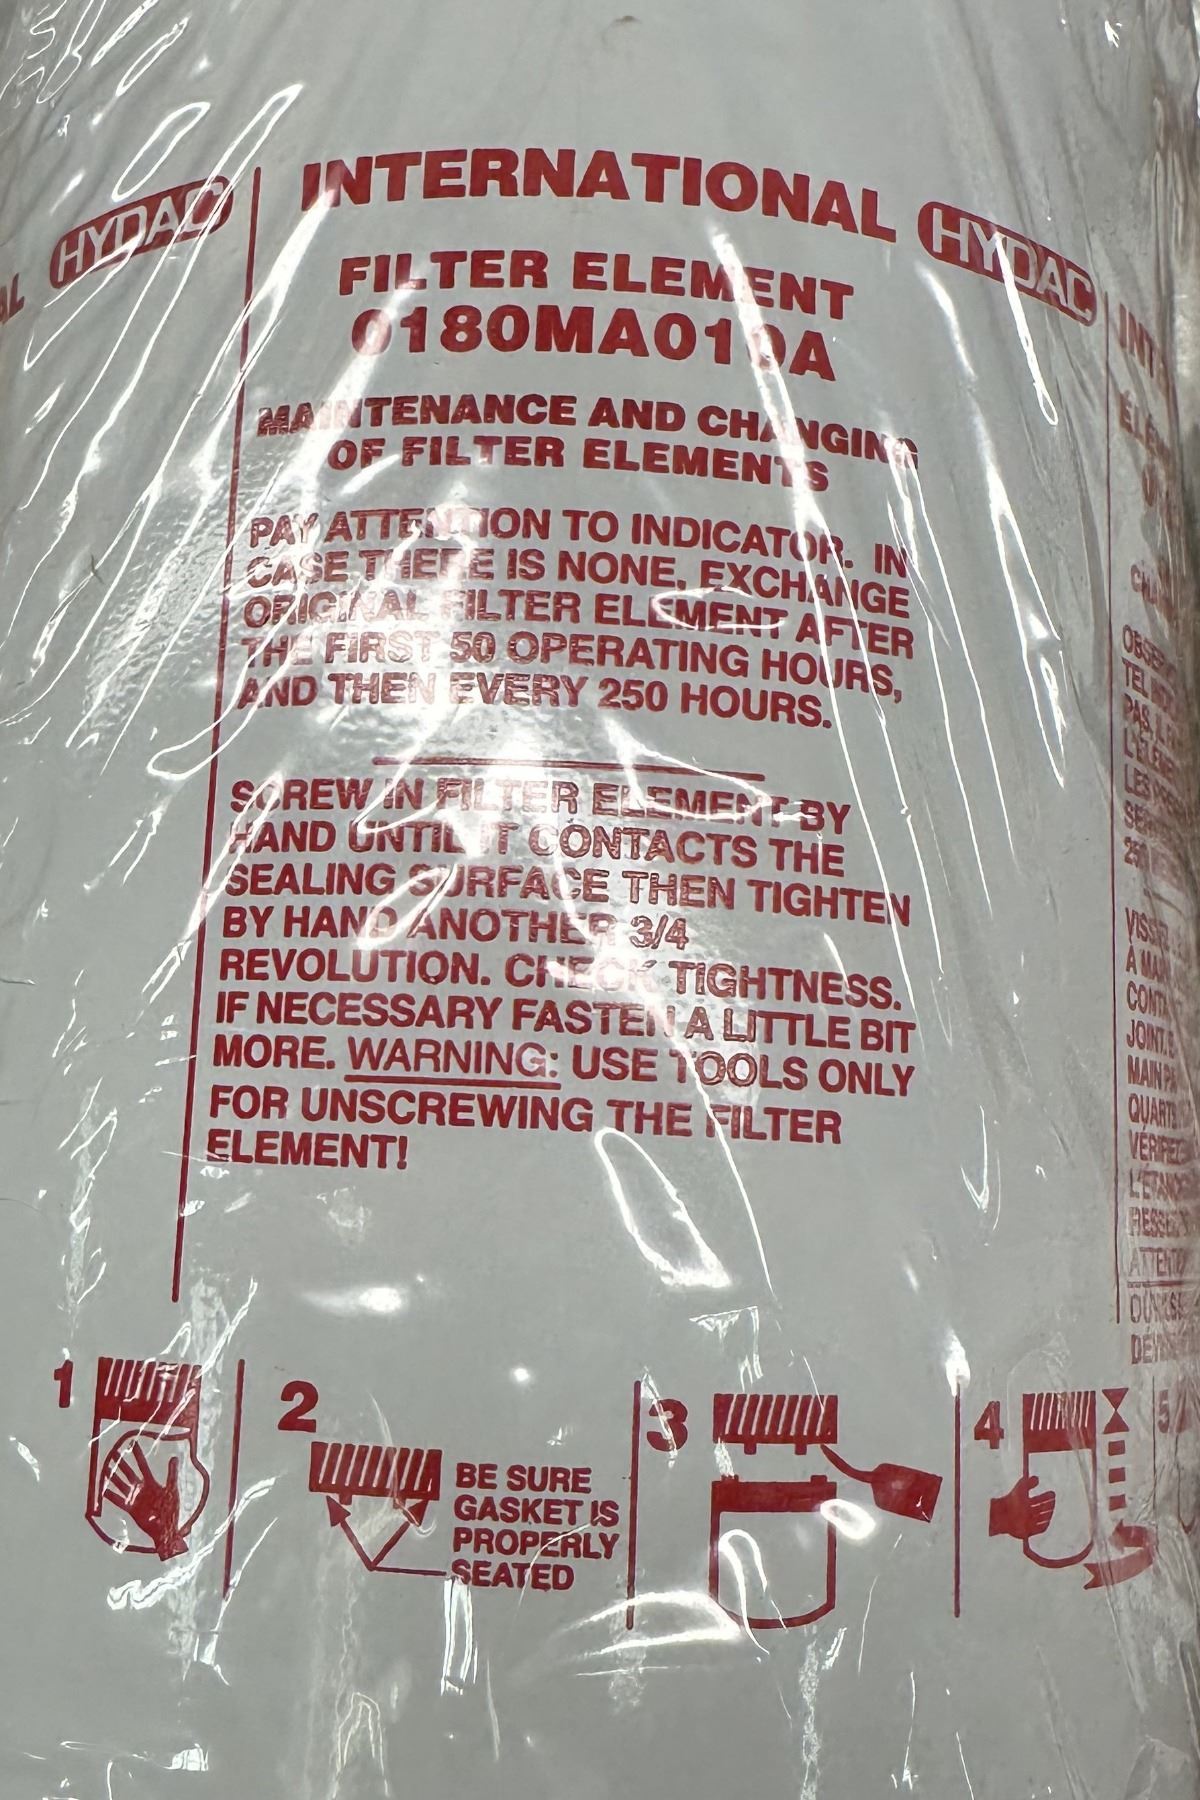 HYDAC
INTERNATIONAL HYDAC
FILTER ELEMENT
0180MA010A
MAINTENANCE AND CHANGING
OF FILTER ELEMENTS
PAY ATTENTION TO INDICATOR. IN
CASE THERE IS NONE, EXCHANGE
ORIGINAL FILTER ELEMENT AFTER
THE FIRST 50 OPERATING HOURS,
AND THEN EVERY 250 HOURS.
SCREW IN FILTER ELEMENT BY
HAND UNTIL IT CONTACTS THE
SEALING SURFACE THEN TIGHTEN
BY HAND ANOTHER 3/4
REVOLUTION. CHECK TIGHTNESS.
IF NECESSARY FASTEN A LITTLE BIT
MORE. WARNING: USE TOOLS ONLY
FOR UNSCREWING THE FILTER
ELEMENT!
1
2
BE SURE
GASKET IS
PROPERLY
SEATED
3
4
5